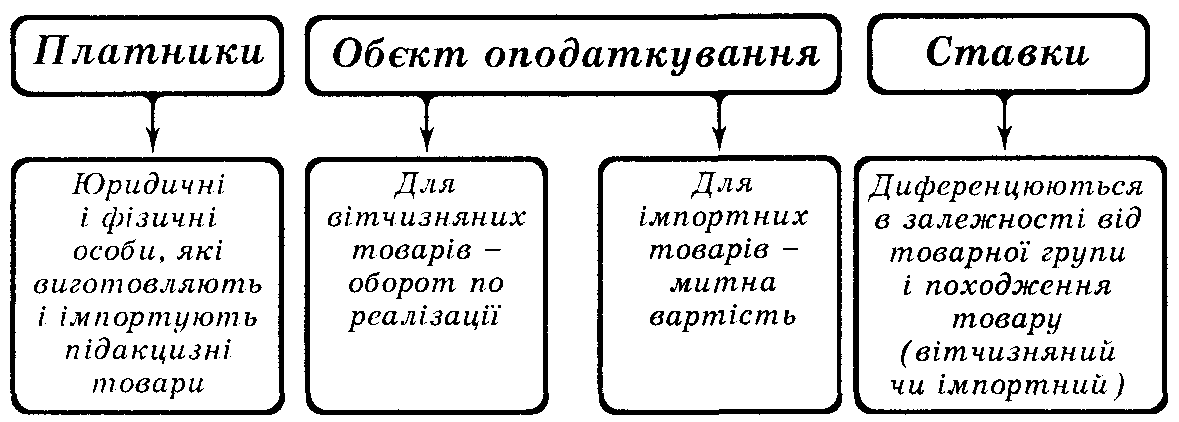 Платники
Обєкт оподаткування
Ставки
Юридичні
і фізичні
особи, які
виготовляють
і імпортують
підакцизні
товари
Для
вітчизняних
товарів –
оборот по
реалізації
Для
імпортних
товарів –
митна
вартість
Диференцюються
в залежності від
товарної групи
і походження
товару
(вітчизняний
чи імпортний)